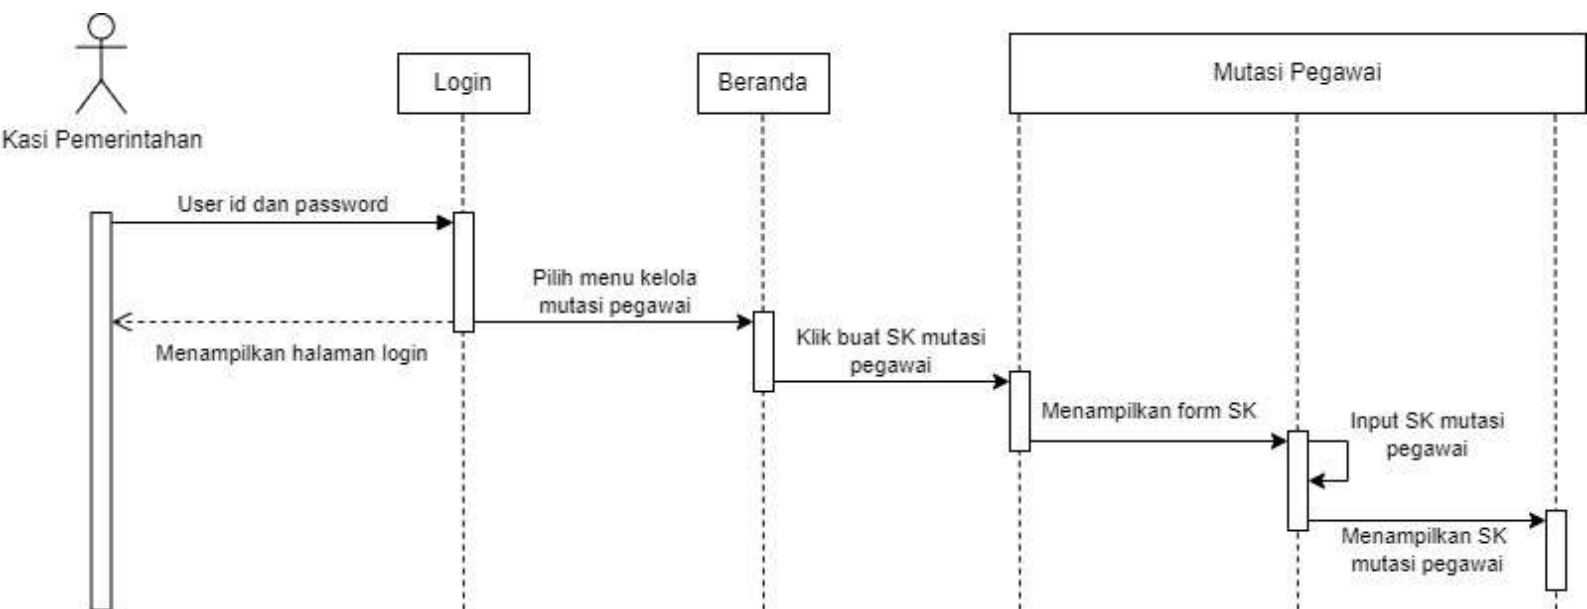 Kasi Pemerintahan
Login
Beranda
Mutasi Pegawai
User id dan password
Pilih menu kelola
mutasi pegawai
Menampilkan halaman login
Klik buat SK mutasi
pegawai
Menampilkan form SK
Input SK mutasi
pegawai
Menampilkan SK
mutasi pegawai